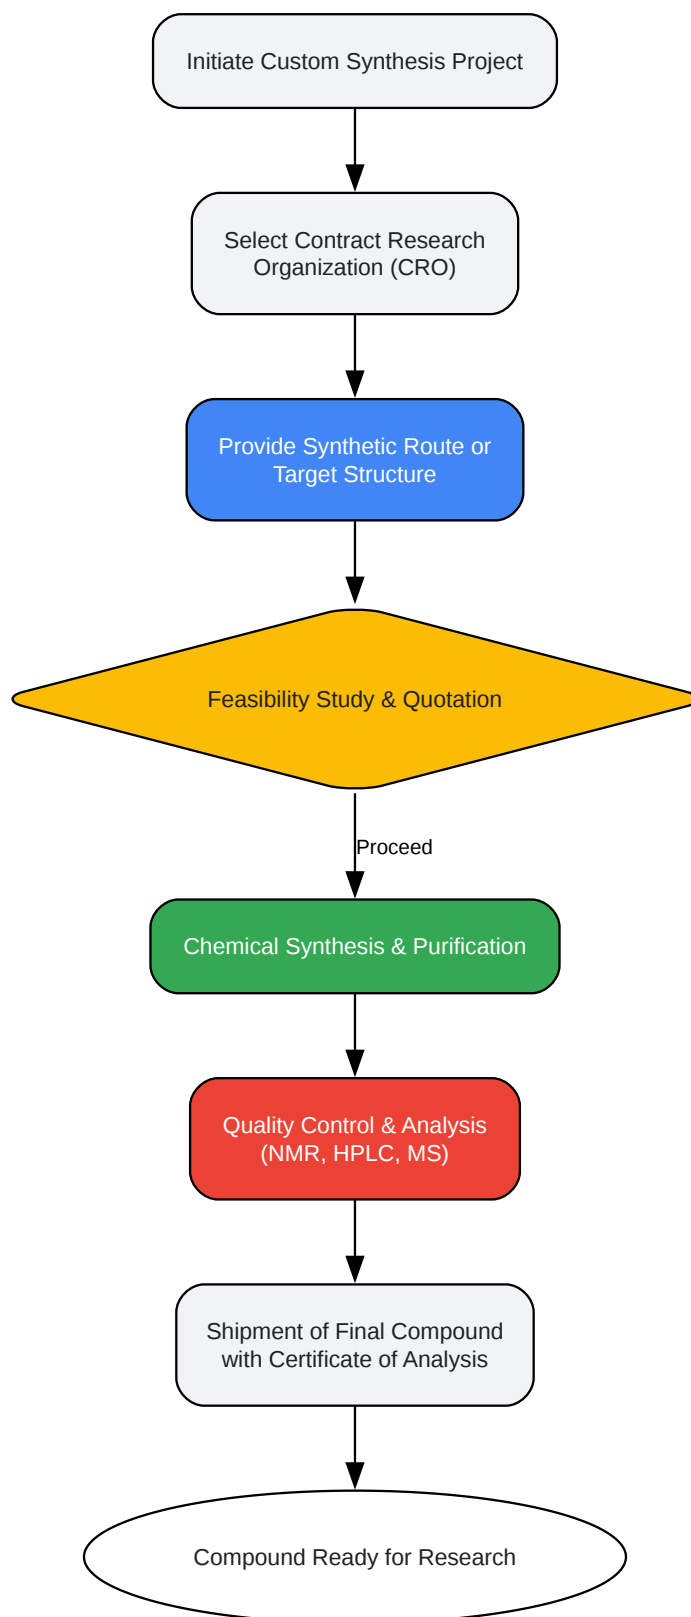 Initiate Custom Synthesis Project
Select Contract Research
Organization (CRO)
Provide Synthetic Route or
Target Structure
Feasibility Study & Quotation
Proceed
Chemical Synthesis & Purification
Quality Control & Analysis
(NMR, HPLC, MS)
Shipment of Final Compound
with Certificate of Analysis
Compound Ready for Research